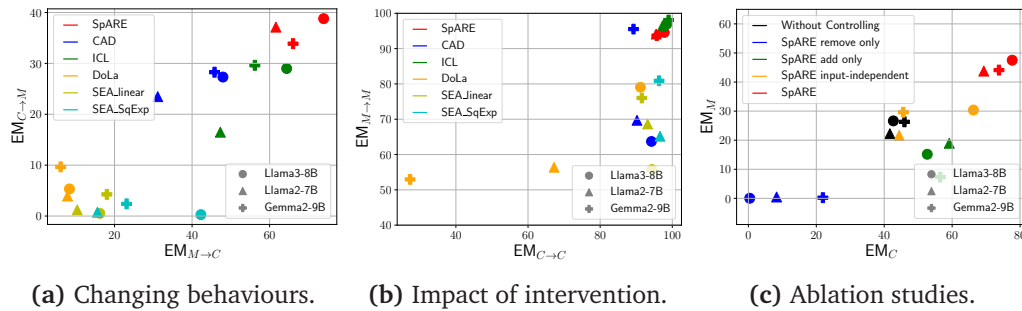 SpARE
CAD
ICL
DoLa
SEA_linear
SEA_SqExp
Llama3-8B
Llama2-7B
Gemma2-9B
40
30
20
10
0
EM_{C→M}
20
40
60
EM_{M→C}
(a) Changing behaviours.
SpARE
CAD
ICL
DoLa
SEA_linear
SEA_SqExp
Llama3-8B
Llama2-7B
Gemma2-9B
100
90
80
70
60
50
40
EM_{M→M}
40
60
80
100
EM_{C→C}
(b) Impact of intervention.
Without Controlling
SpARE remove only
SpARE add only
SpARE input-independent
SpARE
Llama3-8B
Llama2-7B
Gemma2-9B
60
40
20
0
EM_M
0
20
40
60
80
EM_C
(c) Ablation studies.